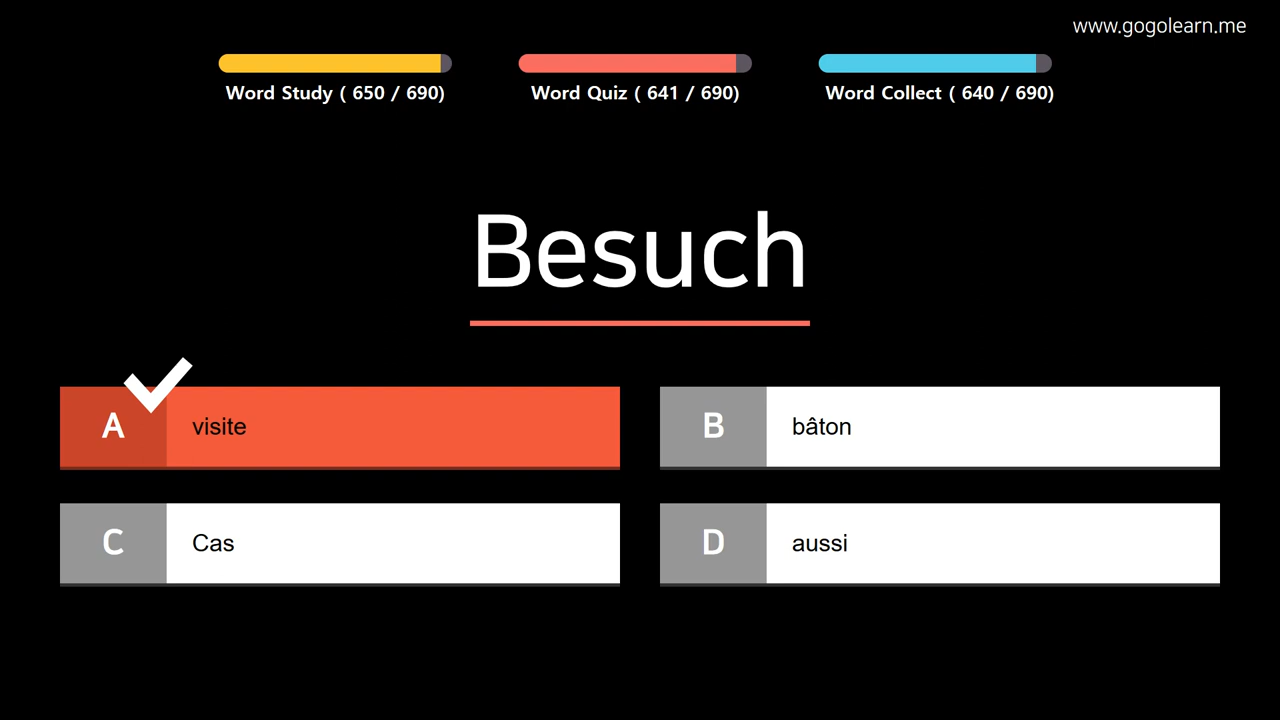 www.gogolearn.me
Word Study ( 650 / 690)
Word Quiz ( 641 / 690)
Word Collect ( 640 / 690)
Besuch
A visite
B bâton
C Cas
D aussi